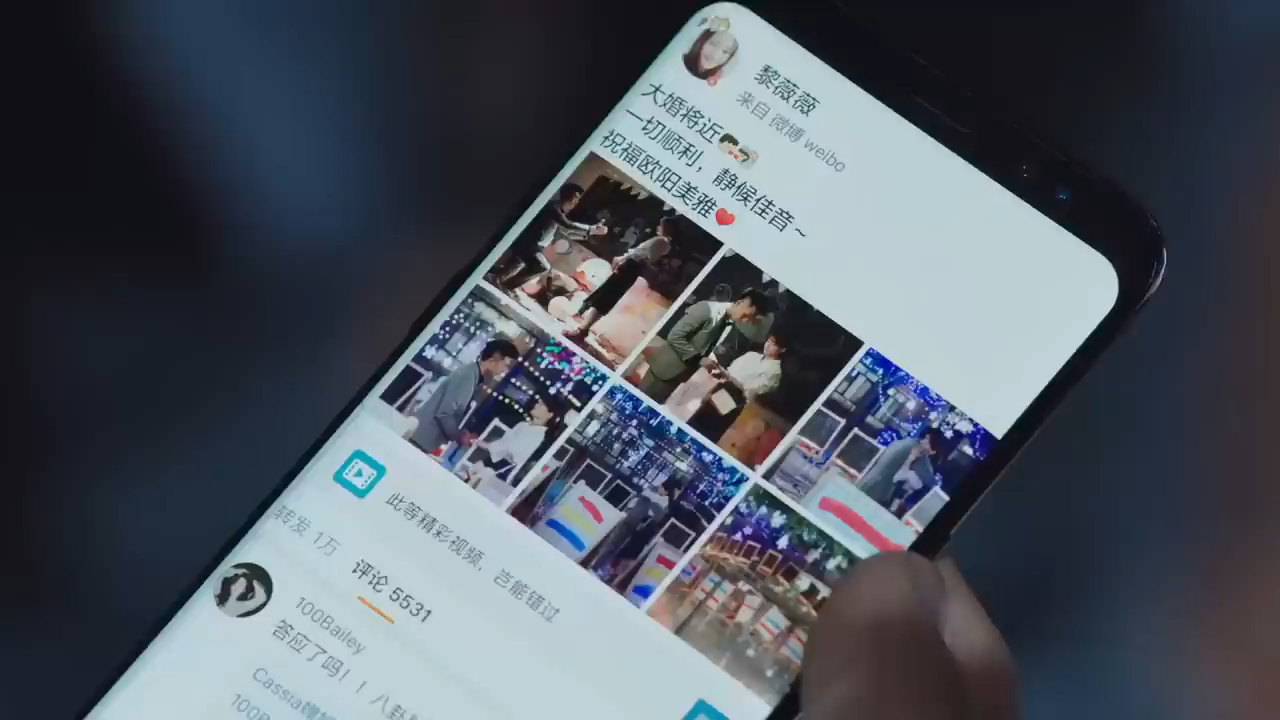 黎薇薇
来自 微博 weibo
大婚将近
一切顺利，静候佳音~
祝福欧阳美雅
此等精彩视频，岂能错过
转发 1万 评论 5531
100Bailey
答应了吗！！八卦
Cassia